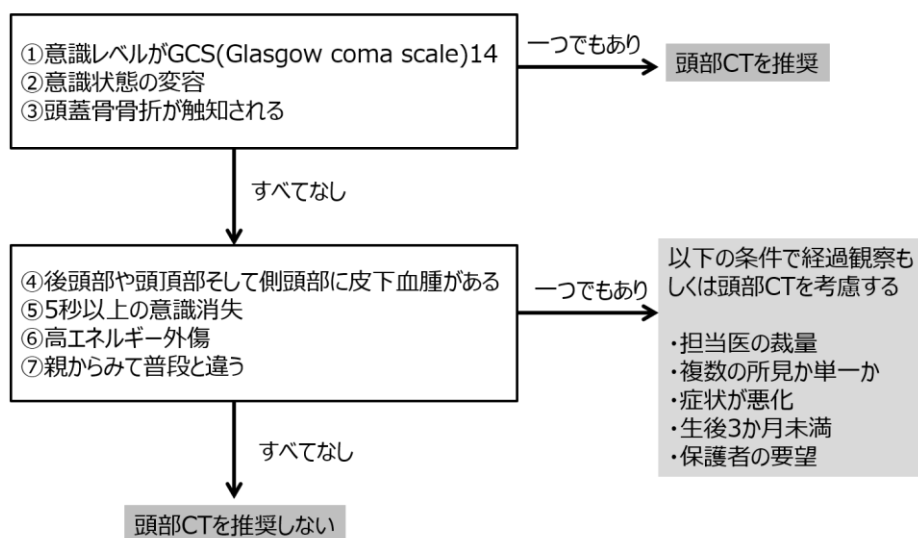 ①意識レベルがGCS(Glasgow coma scale)14
②意識状態の変容
③頭蓋骨骨折が触知される
一つでもあり
頭部CTを推奨
すべてなし
④後頭部や頭頂部そして側頭部に皮下血腫がある
⑤5秒以上の意識消失
⑥高エネルギー外傷
⑦親からみて普段と違う
一つでもあり
以下の条件で経過観察も
しくは頭部CTを考慮する
・担当医の裁量
・複数の所見か単一か
・症状が悪化
・生後3か月未満
・保護者の要望
すべてなし
頭部CTを推奨しない